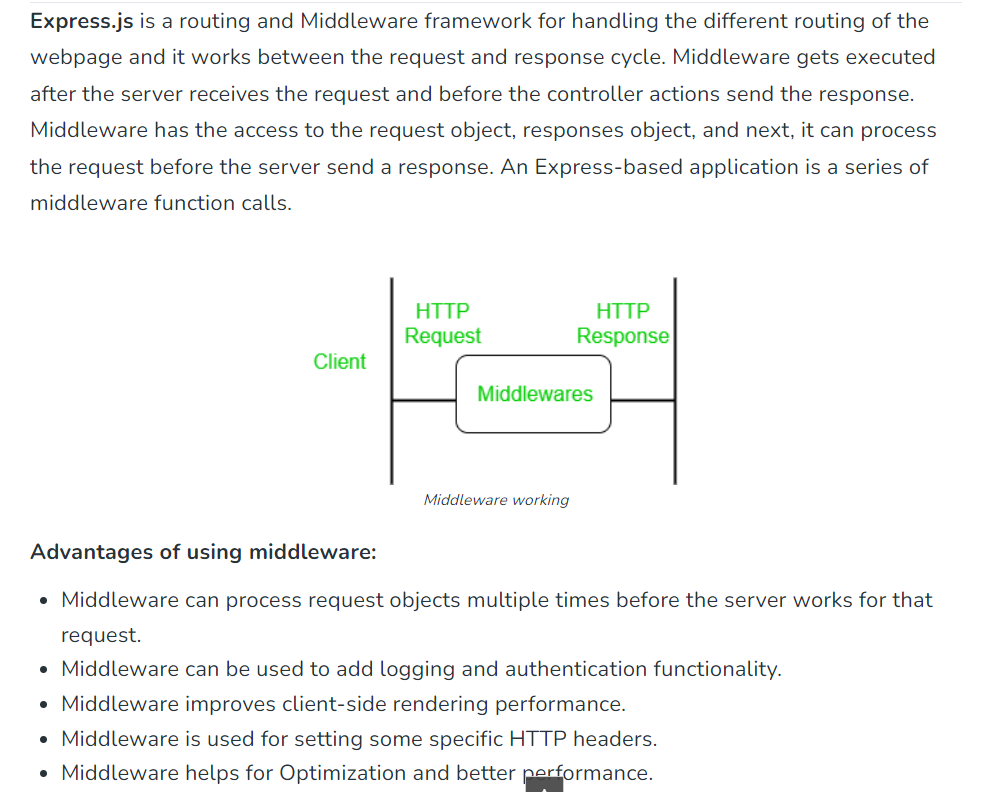 Express.js is a routing and Middleware framework for handling the different routing of the
webpage and it works between the request and response cycle. Middleware gets executed
after the server receives the request and before the controller actions send the response.
Middleware has the access to the request object, responses object, and next, it can process
the request before the server send a response. An Express-based application is a series of
middleware function calls.
HTTP
Request
HTTP
Response
Client
Middlewares
Middleware working
Advantages of using middleware:
• Middleware can process request objects multiple times before the server works for that
request.
• Middleware can be used to add logging and authentication functionality.
• Middleware improves client-side rendering performance.
• Middleware is used for setting some specific HTTP headers.
• Middleware helps for Optimization and better performance.